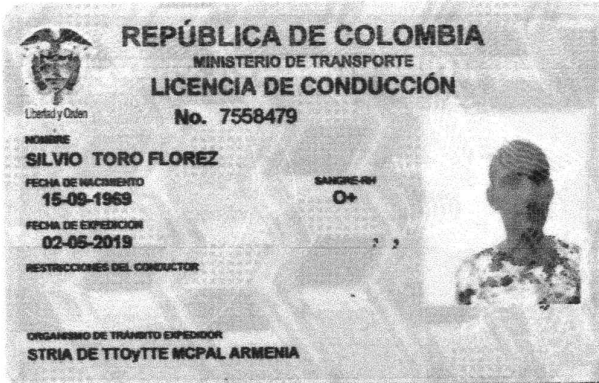 REPÚBLICA DE COLOMBIA
MINISTERIO DE TRANSPORTE
LICENCIA DE CONDUCCIÓN
Libertad y Orden
No. 7558479
NOMBRE
SILVIO TORO FLOREZ
FECHA DE NACIMIENTO
SANGRE-RH
15-09-1969
O+
FECHA DE EXPEDICION
02-05-2019
RESTRICCIONES DEL CONDUCTOR
ORGANISMO DE TRÁNSITO EXPEDIDOR
STRIA DE TTOyTTE MCPAL ARMENIA